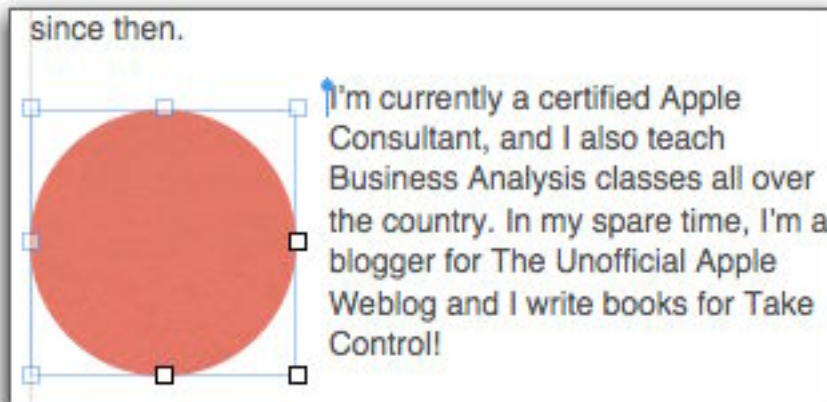 since then.
I'm currently a certified Apple
Consultant, and I also teach
Business Analysis classes all over
the country. In my spare time, I'm a
blogger for The Unofficial Apple
Weblog and I write books for Take
Control!